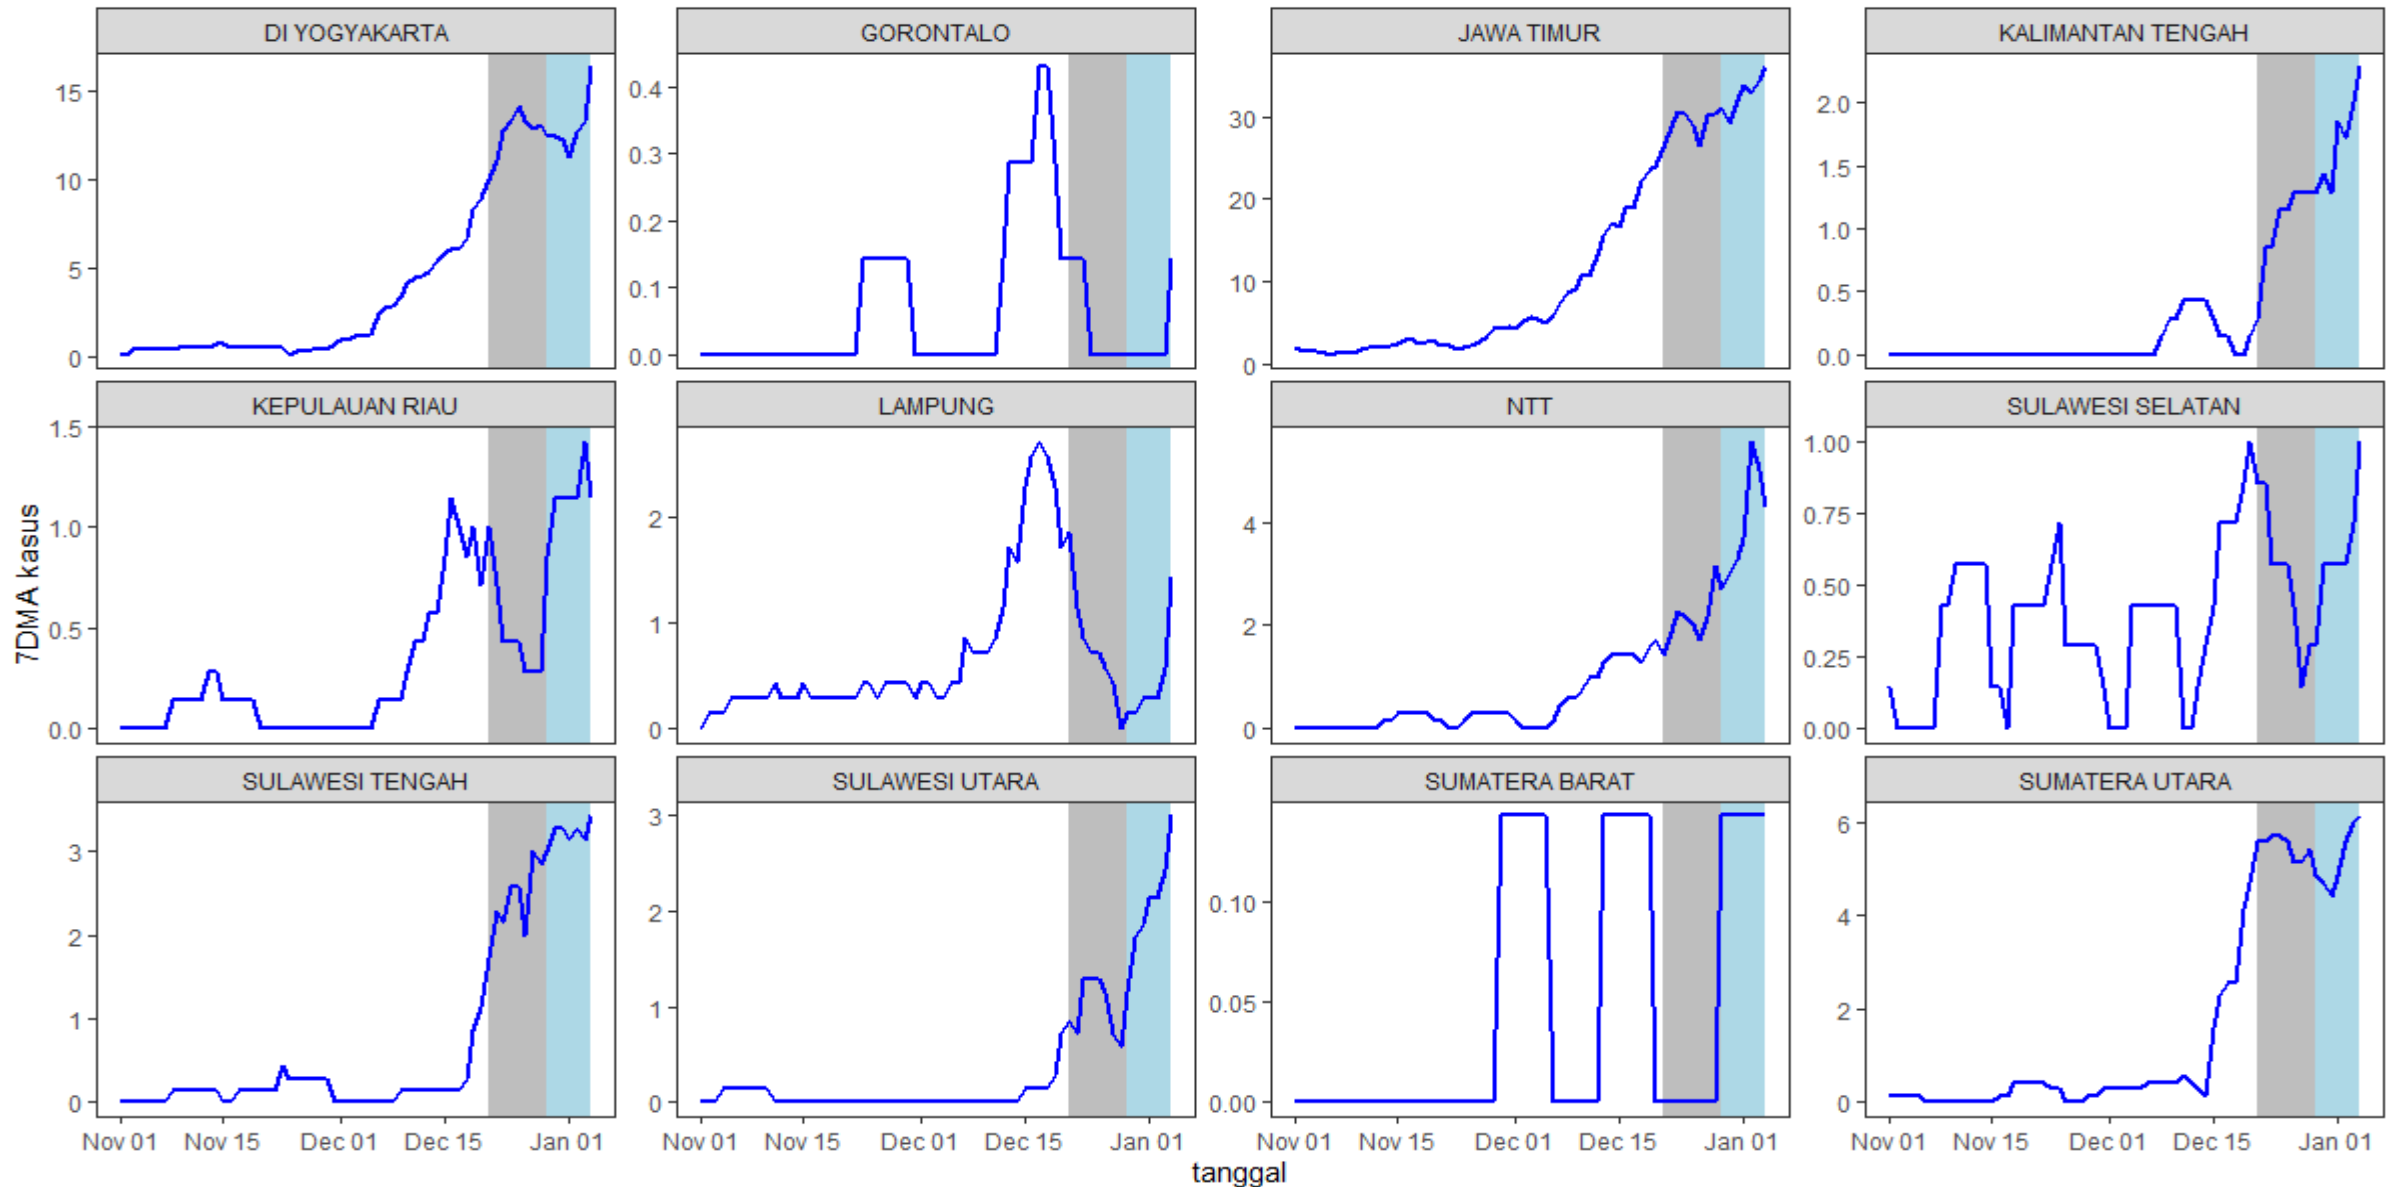 DI YOGYAKARTA
GORONTALO
JAWA TIMUR
KALIMANTAN TENGAH
15
10
5
0
0.4
0.3
0.2
0.1
0.0
30
20
10
0
2.0
1.5
1.0
0.5
0.0
KEPULAUAN RIAU
LAMPUNG
NTT
SULAWESI SELATAN
1.5
1.0
0.5
0.0
2
1
0
4
2
0
1.00
0.75
0.50
0.25
0.00
7DMA kasus
SULAWESI TENGAH
SULAWESI UTARA
SUMATERA BARAT
SUMATERA UTARA
3
2
1
0
3
2
1
0
0.10
0.05
0.00
6
4
2
0
Nov 01 Nov 15 Dec 01 Dec 15 Jan 01
Nov 01 Nov 15 Dec 01 Dec 15 Jan 01
Nov 01 Nov 15 Dec 01 Dec 15 Jan 01
Nov 01 Nov 15 Dec 01 Dec 15 Jan 01
tanggal